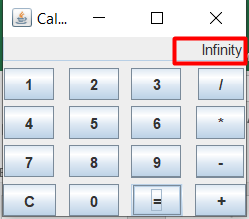 Cal...
Infinity
1 2 3 /
4 5 6 *
7 8 9 -
C 0 = +